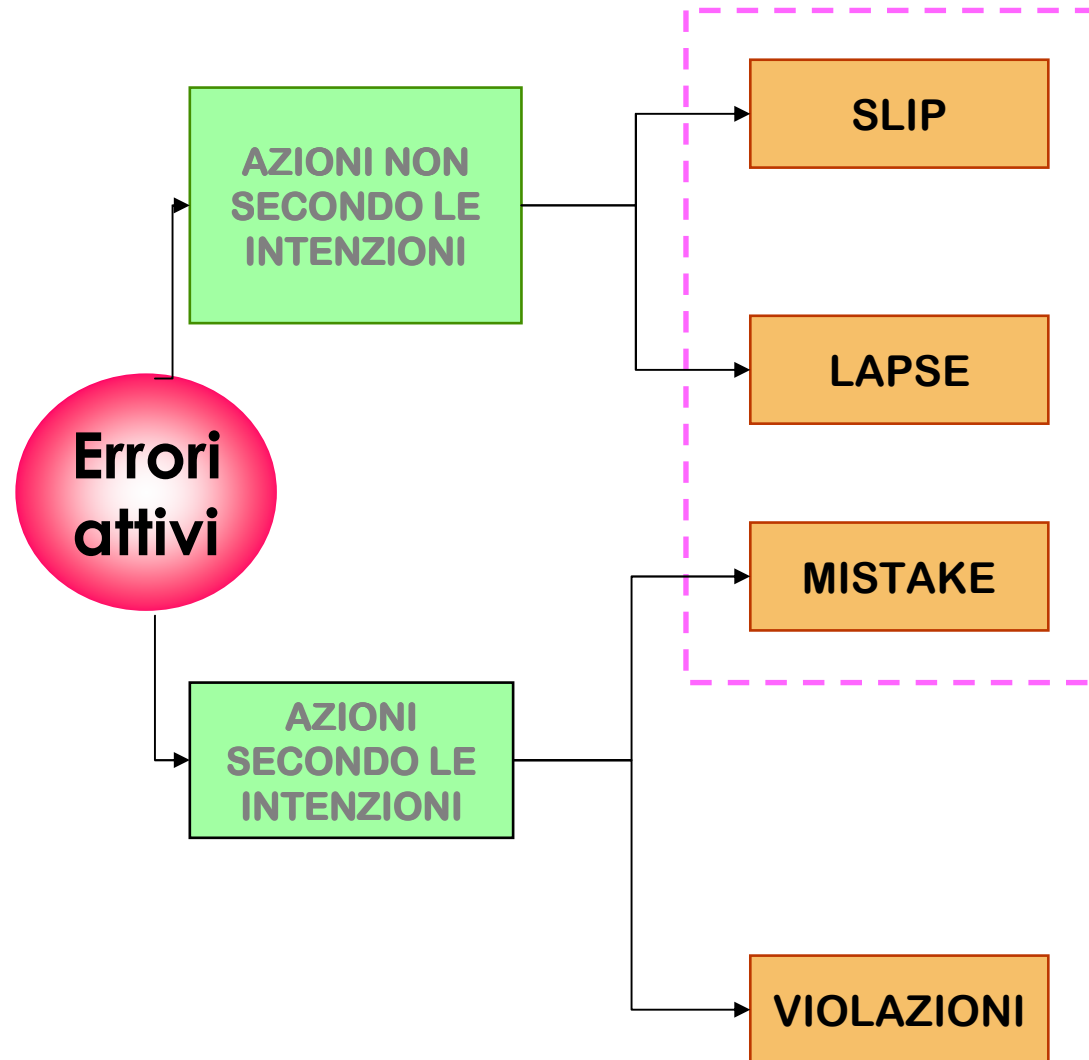 SLIP
AZIONI NON
SECONDO LE
INTENZIONI
LAPSE
Errori
attivi
MISTAKE
AZIONI
SECONDO LE
INTENZIONI
VIOLAZIONI